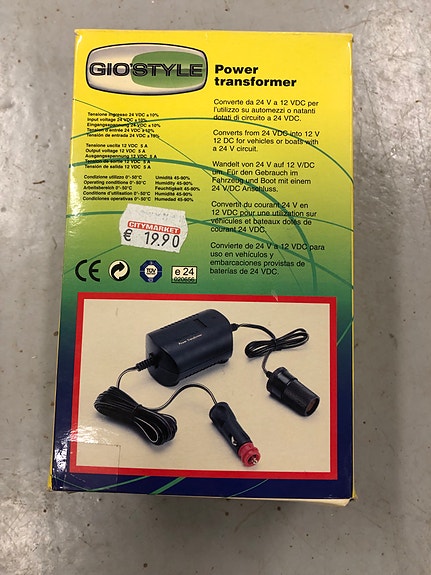 GIO'STYLE
Power
transformer
Converte da 24 V a 12 VDC per
l'utilizzo su automezzi o natanti
dotati di circuito a 24 VDC.
Converts from 24 VDC into 12 V
12 DC for vehicles or boats with
a 24 V circuit.
Wandelt von 24 V auf 12 V/DC
um. Für den Gebrauch im
Fahrzeug und Boot mit einem
24 V/DC Anschluss.
Convertit du courant 24 V en
12 VDC pour une utilization sur
véhicules et bateaux dotés de
courant 24 VDC.
Convierte de 24 V a 12 VDC para
uso en vehículos y
embarcaciones provistas de
baterias de 24 VDC.
Tensione ingresso 24 VDC ±10%
Input voltage 24 VDC ±10%
Eingangsspannung 24 VDC ±10%
Tension d'entrée 24 VDC ±10%
Tensión de entrada 24 VDC ±10%
Tensione uscita 12 VDC 5 A
Output voltage 12 VDC 5 A
Ausgangsspannung 12 VDC 5 A
Tension de sortie 12 VDC 5 A
Tensión de salida 12 VDC 5 A
Condizione utilizzo 0°- 50°C Umidità 45-90%
Operating conditions 0°- 50°C Humidity 45-90%
Arbeitsbereich 0°- 50°C Feuchtigkeit 45-90%
Conditions d'utilisation 0°- 50°C Humidité 45-90%
Condiciones operativas 0°- 50°C Humedad 45-90%
CITYMARKET
€ 19.90
CE
TÜV
e 24
020656
Power Transformer